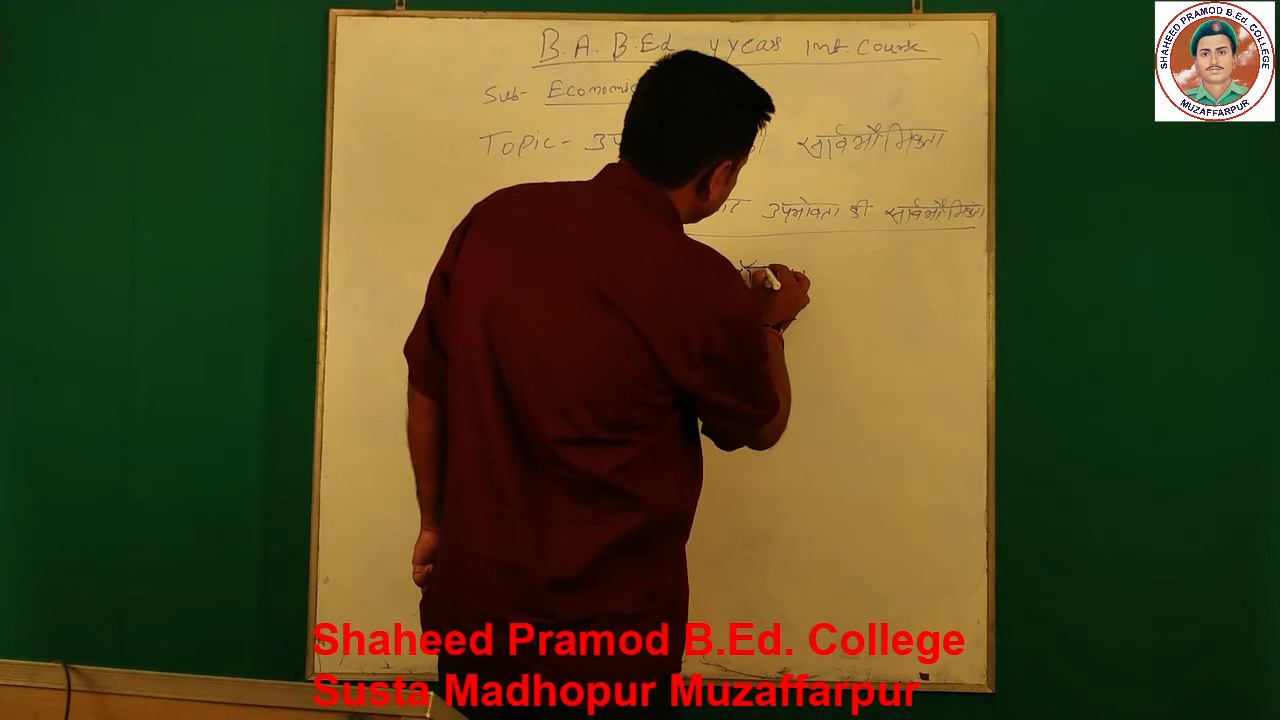 B.A. B.Ed 4 Year Int. Course
Sub- Economic
Topic- सार्वभौमिकता
उपभोक्ता की सार्वभौमिकता
SHAHEED PRAMOD B.Ed. COLLEGE
MUZAFFARPUR
Shaheed Pramod B.Ed. College
Susta Madhopur Muzaffarpur